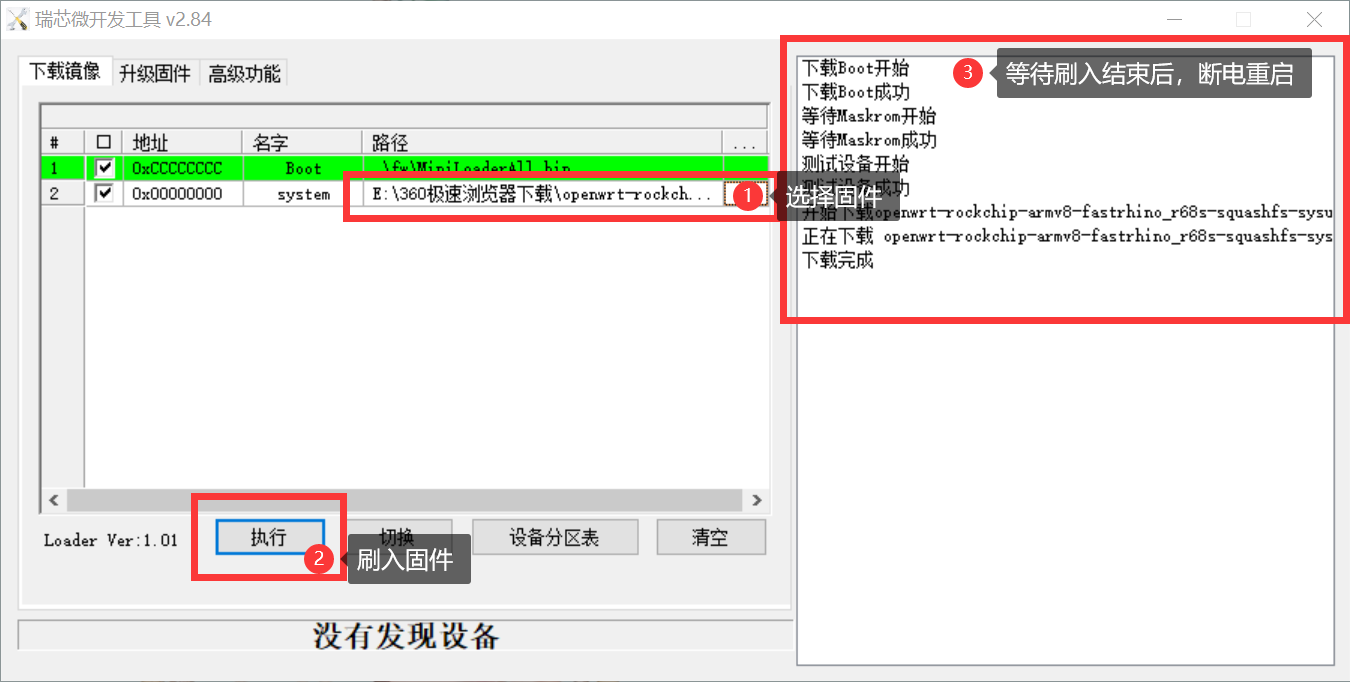 瑞芯微开发工具 v2.84
下载镜像 升级固件 高级功能
# 地址 名字 路径 ...
1 0xCCCCCCCC Boot .\fw\MiniLoaderAll.bin
2 0x00000000 system E:\360极速浏览器下载\openwrt-rockch...
1 选择固件
Loader Ver:1.01 执行 切换 设备分区表 清空
2 刷入固件
没有发现设备
下载Boot开始
3 等待刷入结束后，断电重启
下载Boot成功
等待Maskrom开始
等待Maskrom成功
测试设备开始
测试设备成功
开始下载openwrt-rockchip-armv8-fastrhino_r68s-squashfs-sysu
正在下载 openwrt-rockchip-armv8-fastrhino_r68s-squashfs-sys
下载完成